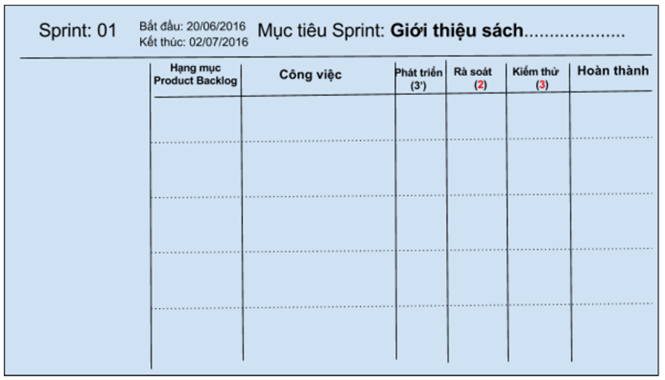 Sprint: 01
Bắt đầu: 20/06/2016
Kết thúc: 02/07/2016
Mục tiêu Sprint: Giới thiệu sách....................
Hạng mục
Product Backlog
Công việc
Phát triển
(3')
Rà soát
(2)
Kiểm thử
(3)
Hoàn thành